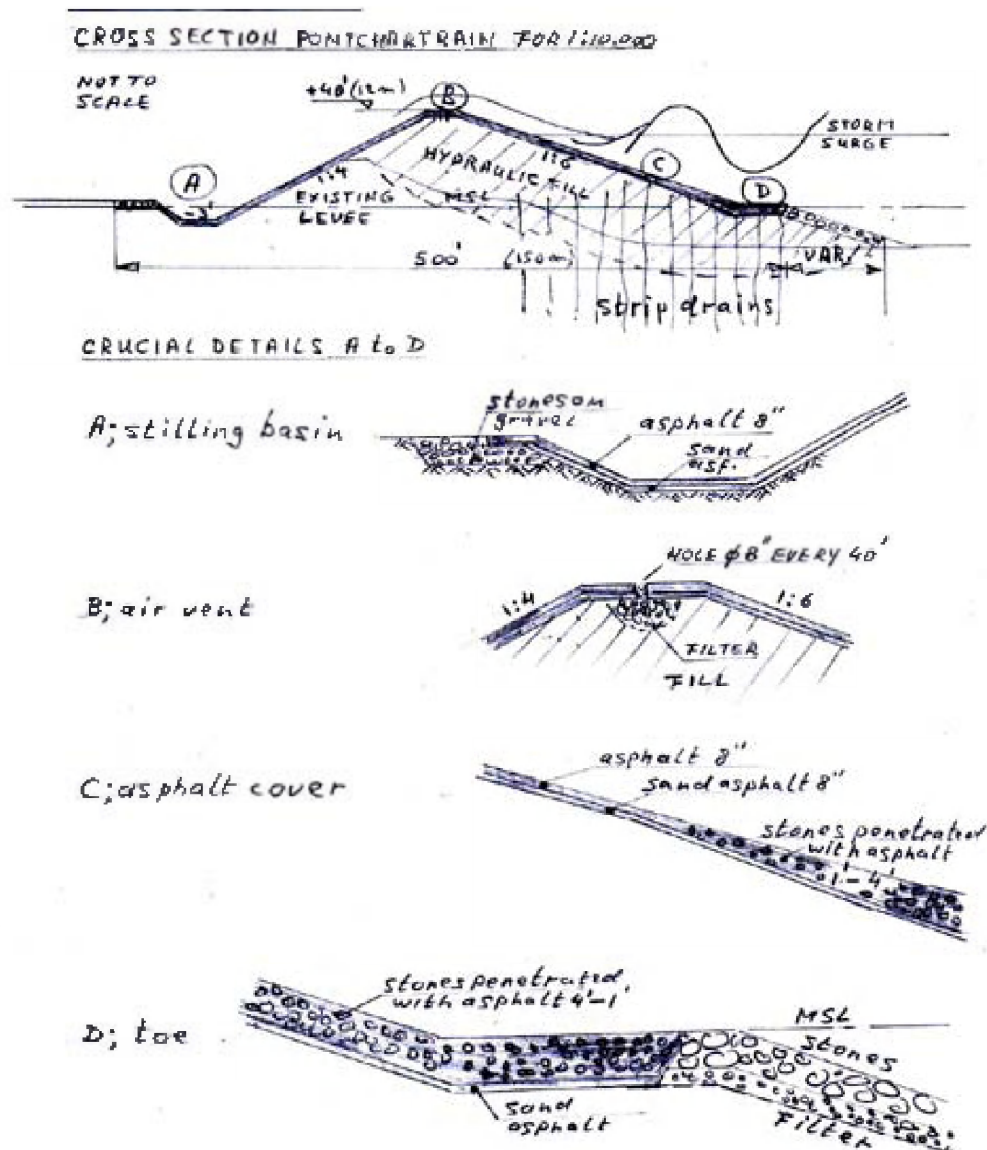 CROSS SECTION PONTCHARTRAIN FOR 1:10.000
NOT TO
SCALE
+40' (12m)
B
STORM
SURGE
A
1:4
HYDRAULIC FILL
1:6
C
D
EXISTING
LEVEE
MSL
500' (150m)
VAR.
strip drains
CRUCIAL DETAILS A to D
A; stilling basin
stones on
gravel
asphalt 8"
sand
asf.
B; air vent
HOLE ϕ 8" EVERY 40'
1:4
1:6
FILTER
FILL
C; asphalt cover
asphalt 8"
sand asphalt 8"
stones penetrated
with asphalt
1'-4'
D; toe
stones penetrated
with asphalt 4'-1'
MSL
stones
sand
asphalt
Filter